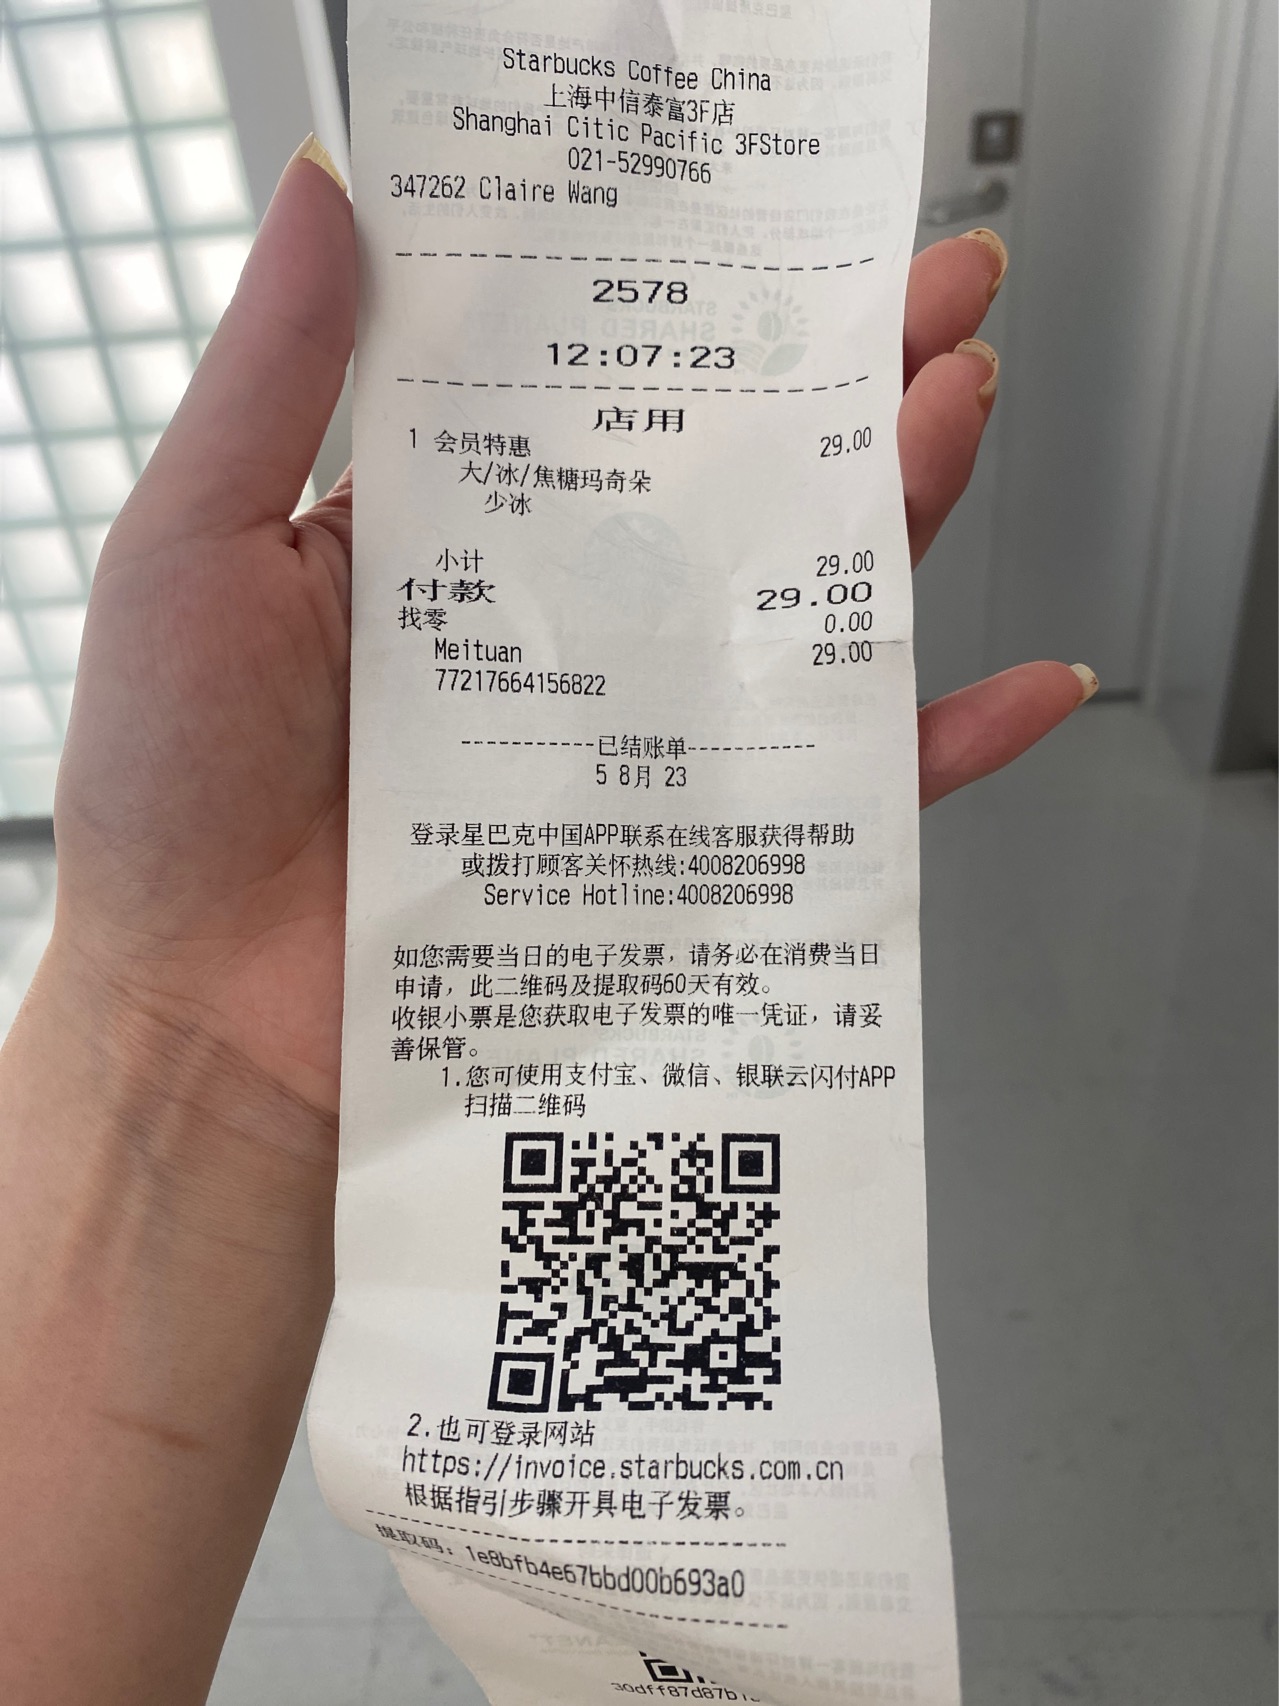 Starbucks Coffee China
上海中信泰富3F店
Shanghai Citic Pacific 3FStore
021-52990766
347262 Claire Wang
2578
12:07:23
店用
1 会员特惠 29.00
大/冰/焦糖玛奇朵
少冰
小计 29.00
付款 29.00
找零 0.00
Meituan 29.00
77217664156822
-----------已结账单-----------
5 8月 23
登录星巴克中国APP联系在线客服获得帮助
或拨打顾客关怀热线:4008206998
Service Hotline:4008206998
如您需要当日的电子发票，请务必在消费当日
申请，此二维码及提取码60天有效。
收银小票是您获取电子发票的唯一凭证，请妥
善保管。
1.您可使用支付宝、微信、银联云闪付APP
扫描二维码
2.也可登录网站
https://invoice.starbucks.com.cn
根据指引步骤开具电子发票。
提取码: 1e8bfb4e67bbd00b693a0